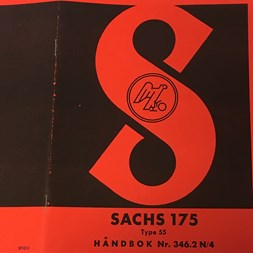 S
SACHS 175
Type 55
HÅNDBOK Nr. 346.2 N/4